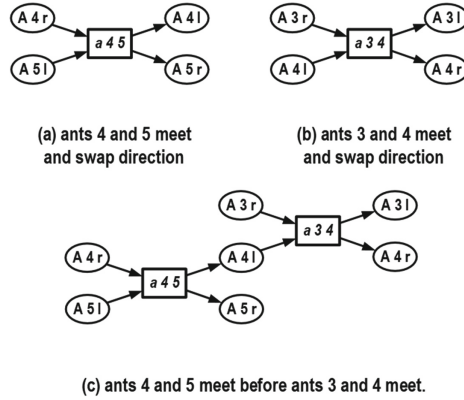 A 4 r
A 4 l
A 5 l
A 5 r
a 4 5
A 3 r
A 3 l
A 4 l
A 4 r
a 3 4
(a) ants 4 and 5 meet
and swap direction
(b) ants 3 and 4 meet
and swap direction
A 3 r
A 3 l
a 3 4
A 4 r
A 4 l
A 4 r
a 4 5
A 5 l
A 5 r
(c) ants 4 and 5 meet before ants 3 and 4 meet.